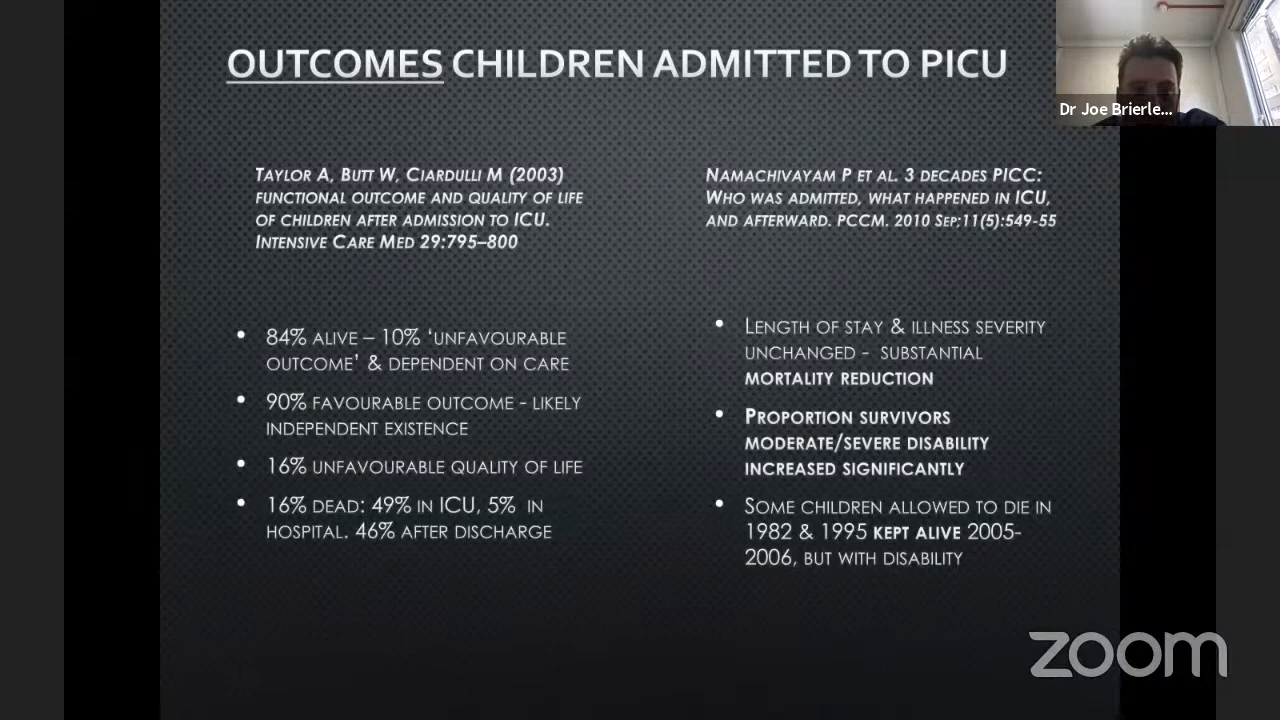 OUTCOMES CHILDREN ADMITTED TO PICU
Dr Joe Brierle...
TAYLOR A, BUTT W, CIARDULLI M (2003)
FUNCTIONAL OUTCOME AND QUALITY OF LIFE
OF CHILDREN AFTER ADMISSION TO ICU.
INTENSIVE CARE MED 29:795–800
• 84% ALIVE – 10% ‘UNFAVOURABLE
OUTCOME’ & DEPENDENT ON CARE
• 90% FAVOURABLE OUTCOME - LIKELY
INDEPENDENT EXISTENCE
• 16% UNFAVOURABLE QUALITY OF LIFE
• 16% DEAD: 49% IN ICU, 5% IN
HOSPITAL. 46% AFTER DISCHARGE
NAMACHIVAYAM P ET AL. 3 DECADES PICC:
WHO WAS ADMITTED, WHAT HAPPENED IN ICU,
AND AFTERWARD. PCCM. 2010 SEP;11(5):549-55
• LENGTH OF STAY & ILLNESS SEVERITY
UNCHANGED - SUBSTANTIAL
MORTALITY REDUCTION
• PROPORTION SURVIVORS
MODERATE/SEVERE DISABILITY
INCREASED SIGNIFICANTLY
• SOME CHILDREN ALLOWED TO DIE IN
1982 & 1995 KEPT ALIVE 2005-
2006, BUT WITH DISABILITY
zoom